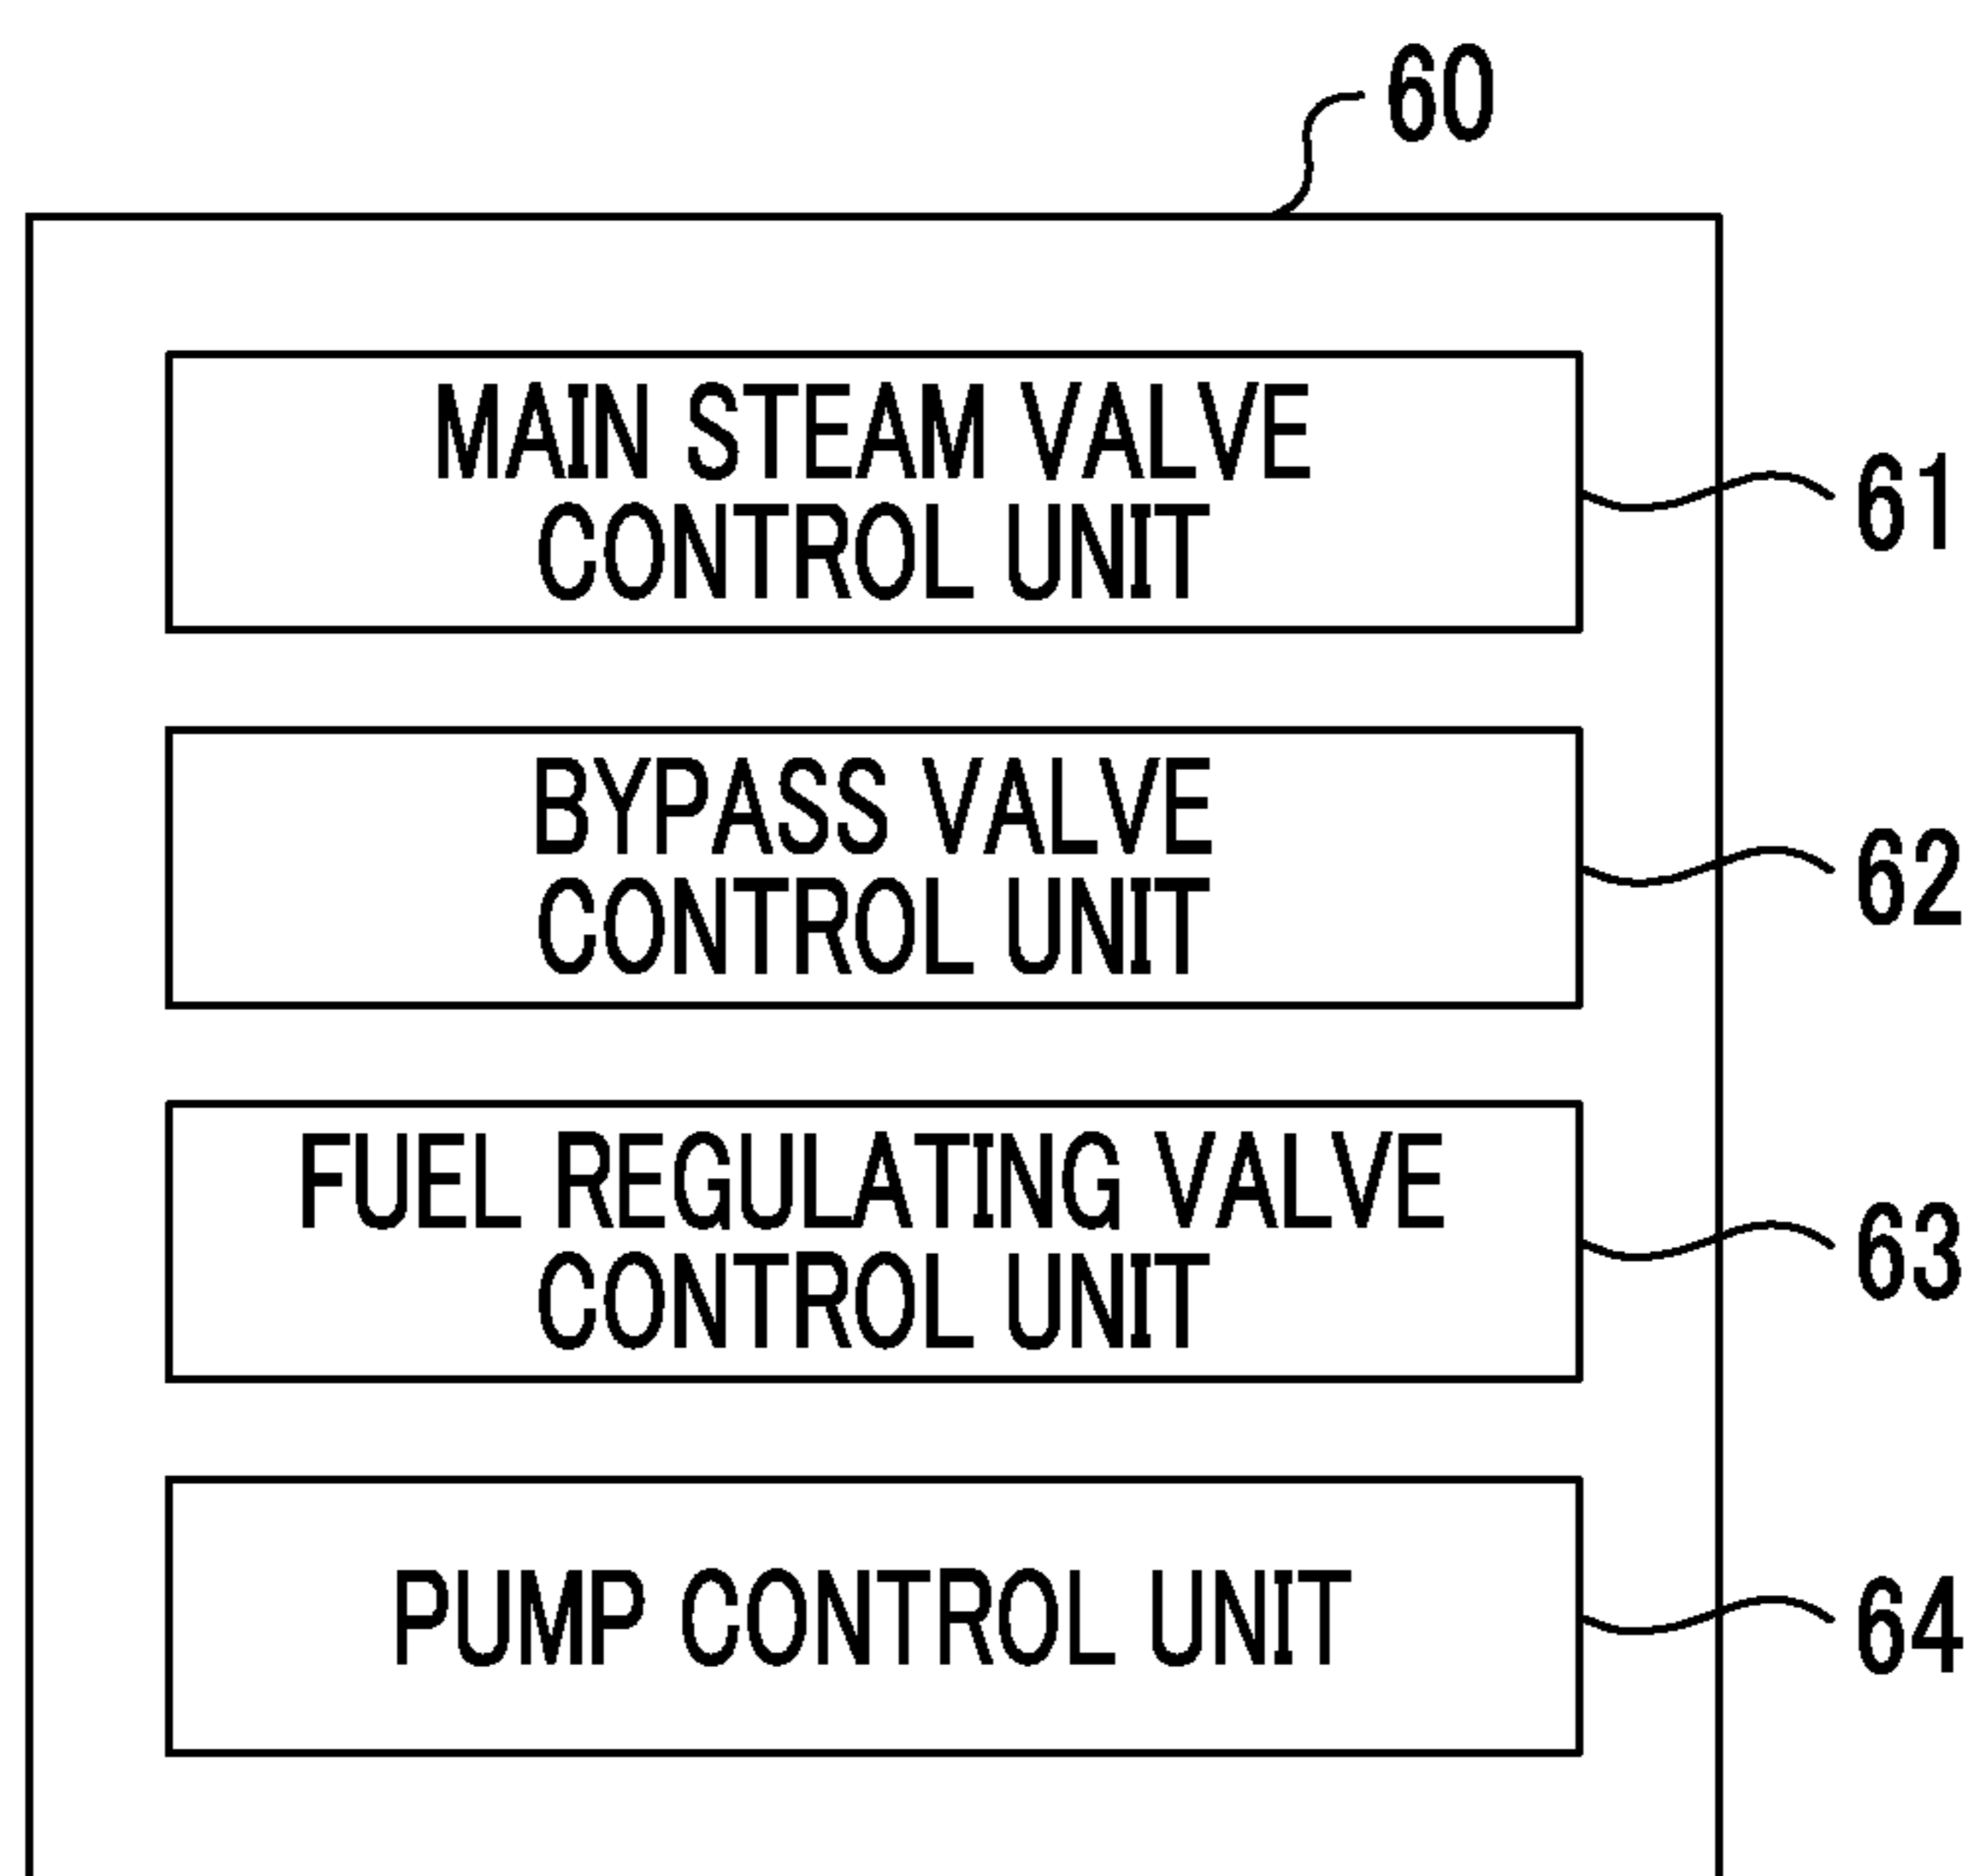 60
MAIN STEAM VALVE
CONTROL UNIT
61
BYPASS VALVE
CONTROL UNIT
62
FUEL REGULATING VALVE
CONTROL UNIT
63
PUMP CONTROL UNIT
64